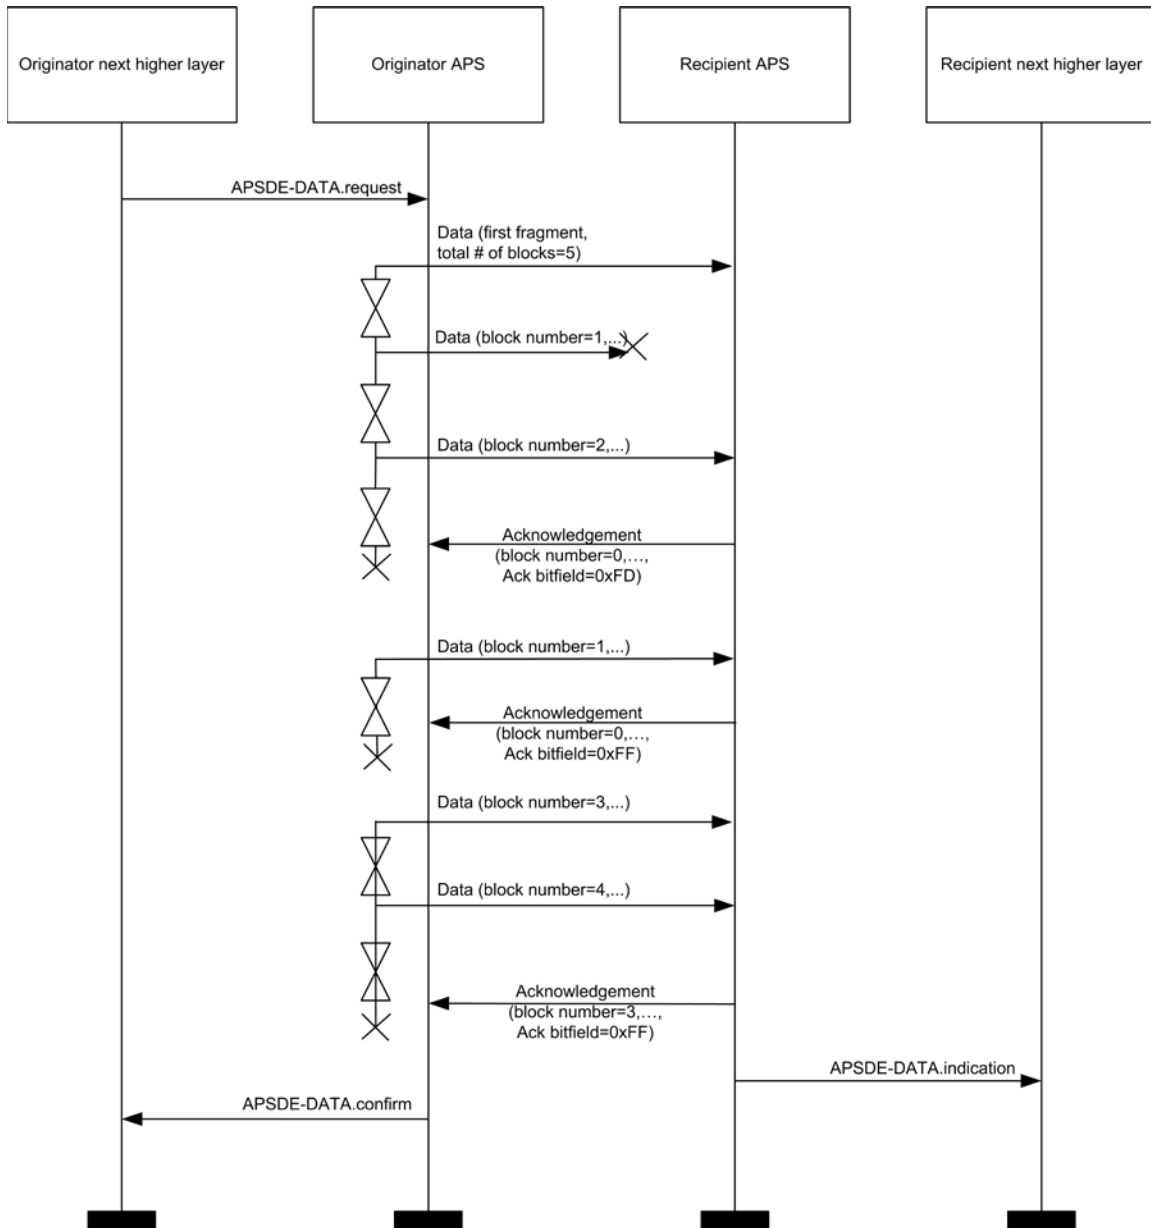 Originator next higher layer
Originator APS
Recipient APS
Recipient next higher layer
APSDE-DATA.request
Data (first fragment,
total # of blocks=5)
Data (block number=1,...)
Data (block number=2,...)
Acknowledgement
(block number=0,…,
Ack bitfield=0xFD)
Data (block number=1,...)
Acknowledgement
(block number=0,…,
Ack bitfield=0xFF)
Data (block number=3,...)
Data (block number=4,...)
Acknowledgement
(block number=3,…,
Ack bitfield=0xFF)
APSDE-DATA.indication
APSDE-DATA.confirm